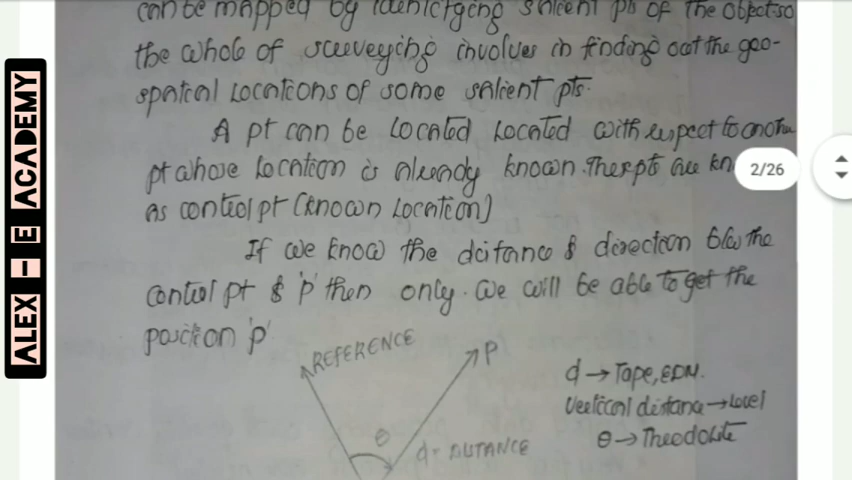 can be mapped by identifying salient pts of the object so
the whole of surveying involves in finding out the geo-
spatial Locations of some salient pts.
A pt can be Located Located with respect to another
pt whose Location is already known. These pts are kn
As control pt (known Location)
If we know the distance & direction b/w the
control pt & 'p' then only. we will be able to get the
position 'p'
REFERENCE
P
θ
d = DISTANCE
d → Tape, EDM.
Vertical distance → Level
θ → Theodolite
2/26
ALEX - E ACADEMY